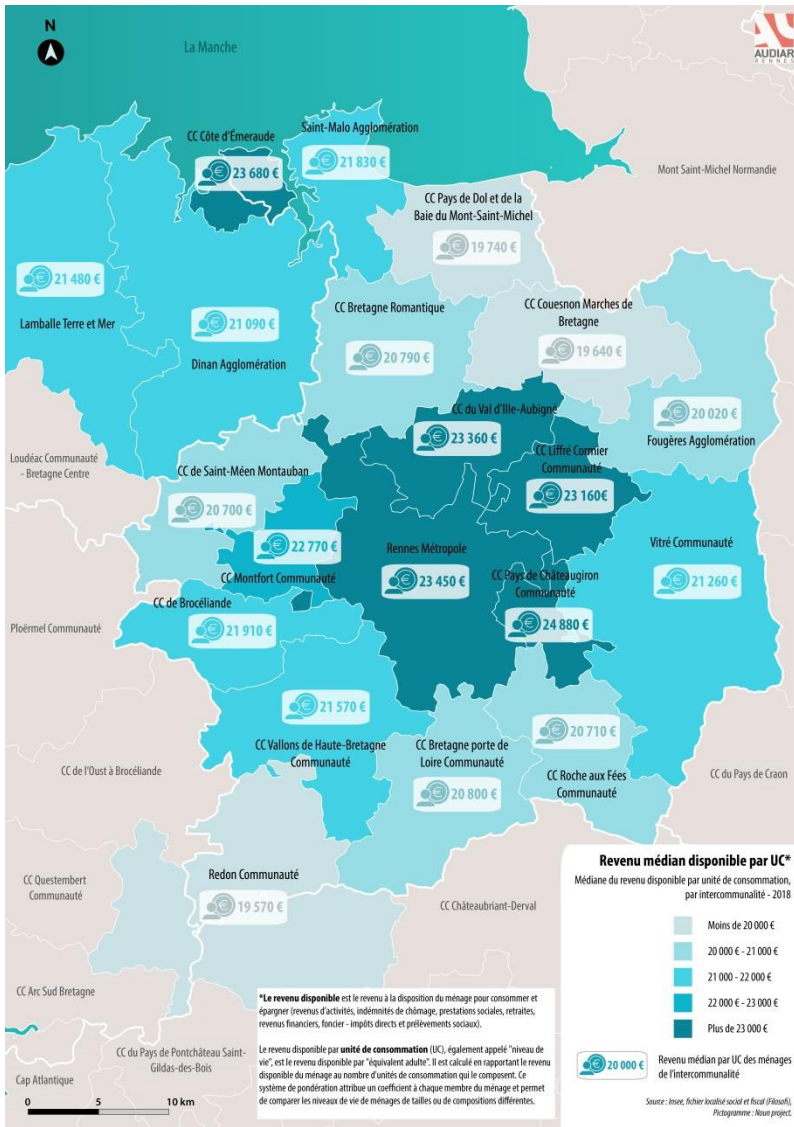 N
La Manche
AUDIAR
RENNES
CC Côte d'Émeraude
23 680 €
Saint-Malo Agglomération
21 830 €
Mont Saint-Michel Normandie
CC Pays de Dol et de la
Baie du Mont-Saint-Michel
19 740 €
21 480 €
Lamballe Terre et Mer
21 090 €
Dinan Agglomération
CC Bretagne Romantique
20 790 €
CC Couesnon Marches de
Bretagne
19 640 €
20 020 €
Fougères Agglomération
CC du Val d'Ille-Aubigné
23 360 €
CC Liffré Cormier
Communauté
23 160€
Loudéac Communauté
- Bretagne Centre
CC de Saint-Méen Montauban
20 700 €
22 770 €
CC Montfort Communauté
Rennes Métropole
23 450 €
CC Pays de Châteaugiron
Communauté
24 880 €
Vitré Communauté
21 260 €
CC de Brocéliande
21 910 €
Ploërmel Communauté
21 570 €
CC Vallons de Haute-Bretagne
Communauté
CC Bretagne porte de
Loire Communauté
20 800 €
20 710 €
CC Roche aux Fées
Communauté
CC du Pays de Craon
CC de l'Oust à Brocéliande
CC Questembert
Communauté
Redon Communauté
19 570 €
CC Châteaubriant-Derval
CC Arc Sud Bretagne
CC du Pays de Pontchâteau Saint-
Gildas-des-Bois
Cap Atlantique
0 5 10 km
*Le revenu disponible est le revenu à la disposition du ménage pour consommer et
épargner (revenus d'activités, indémnités de chômage, prestations sociales, retraites,
revenus financiers, foncier - impôts directs et prélèvements sociaux).
Le revenu disponible par unité de consommation (UC), également appelé "niveau de
vie", est le revenu disponible par "équivalent adulte". Il est calculé en rapportant le revenu
disponible du ménage au nombre d'unités de consommation qui le composent. Ce
système de pondération attribue un coefficient à chaque membre du ménage et permet
de comparer les niveaux de vie de ménages de tailles ou de compositions différentes.
Revenu médian disponible par UC*
Médiane du revenu disponible par unité de consommation,
par intercommunalité - 2018
Moins de 20 000 €
20 000 € - 21 000 €
21 000 - 22 000 €
22 000 € - 23 000 €
Plus de 23 000 €
20 000 €
Revenu médian par UC des ménages
de l'intercommunalité
Source : Insee, fichier localisé social et fiscal (Filosofi),
Pictogramme : Noun project.